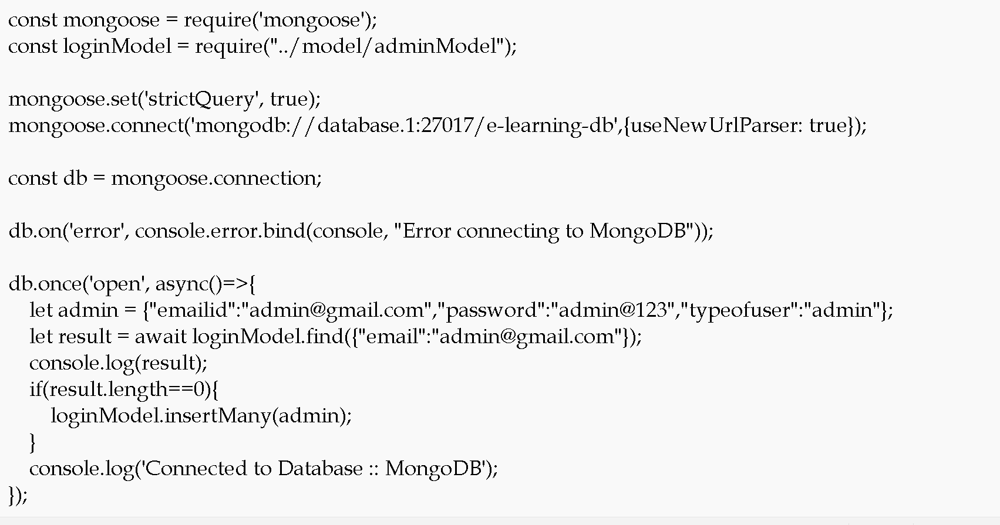 const mongoose = require('mongoose');
const loginModel = require("../model/adminModel");
mongoose.set('strictQuery', true);
mongoose.connect('mongodb://database.1:27017/e-learning-db',{useNewUrlParser: true});
const db = mongoose.connection;
db.on('error', console.error.bind(console, "Error connecting to MongoDB"));
db.once('open', async()=>{
    let admin = {"emailid":"admin@gmail.com","password":"admin@123","typeofuser":"admin"};
    let result = await loginModel.find({"email":"admin@gmail.com"});
    console.log(result);
    if(result.length==0){
        loginModel.insertMany(admin);
    }
    console.log('Connected to Database :: MongoDB');
});